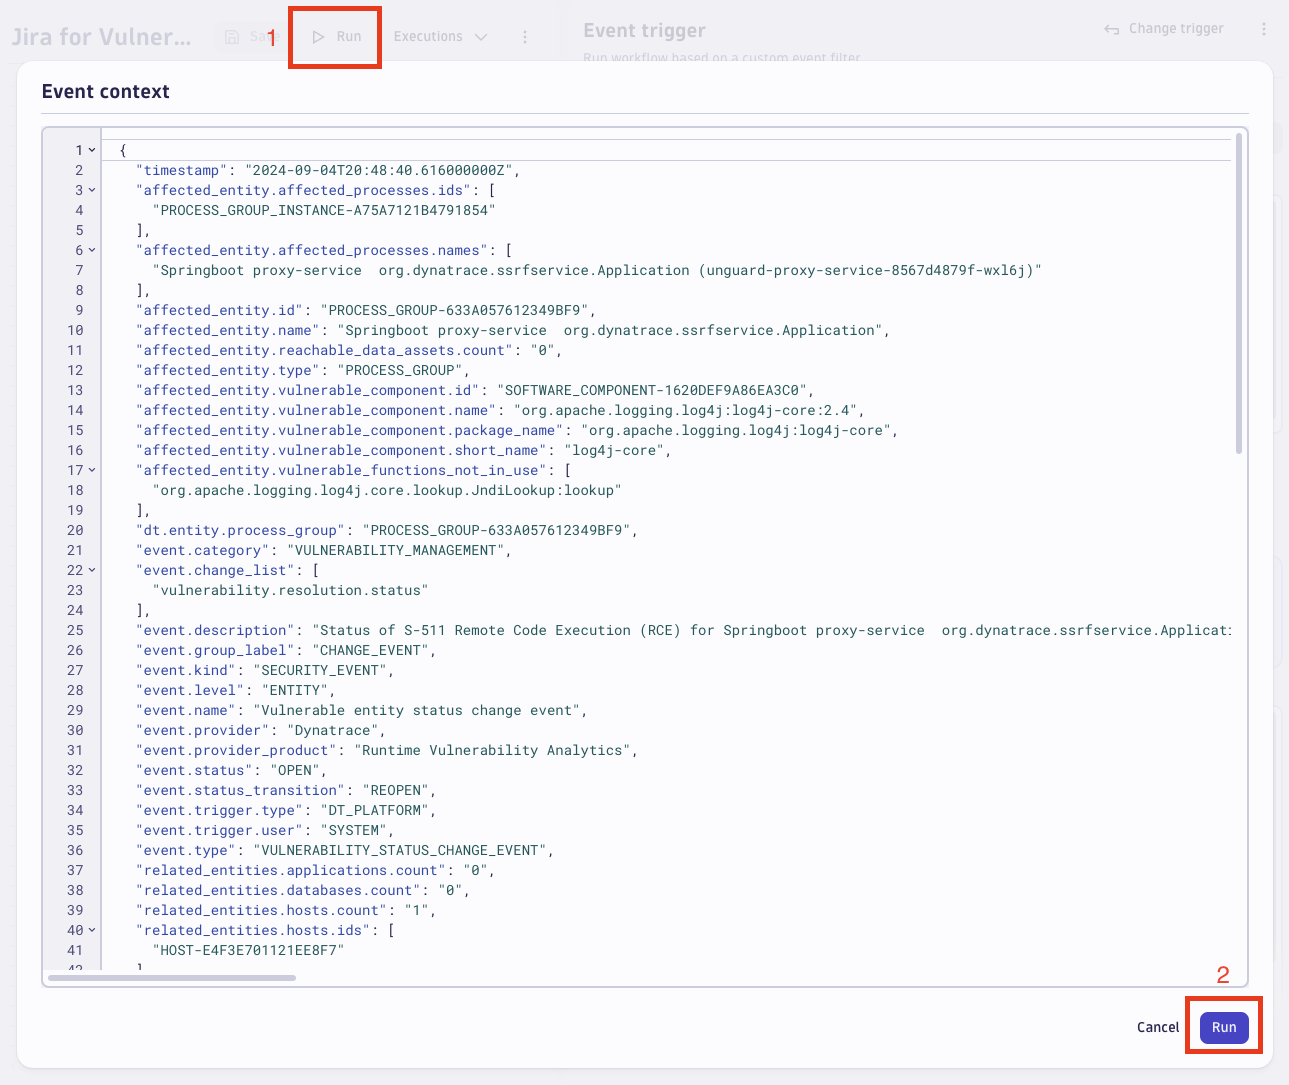 Jira for Vulner...
1
Run
Executions
Event trigger
Change trigger
Run workflow based on a custom event filter
Event context
1 {
2 "timestamp": "2024-09-04T20:48:40.616000000Z",
3 "affected_entity.affected_processes.ids": [
4 "PROCESS_GROUP_INSTANCE-A75A7121B4791854"
5 ],
6 "affected_entity.affected_processes.names": [
7 "Springboot proxy-service  org.dynatrace.ssrfservice.Application (unguard-proxy-service-8567d4879f-wxl6j)"
8 ],
9 "affected_entity.id": "PROCESS_GROUP-633A057612349BF9",
10 "affected_entity.name": "Springboot proxy-service  org.dynatrace.ssrfservice.Application",
11 "affected_entity.reachable_data_assets.count": "0",
12 "affected_entity.type": "PROCESS_GROUP",
13 "affected_entity.vulnerable_component.id": "SOFTWARE_COMPONENT-1620DEF9A86EA3C0",
14 "affected_entity.vulnerable_component.name": "org.apache.logging.log4j:log4j-core:2.4",
15 "affected_entity.vulnerable_component.package_name": "org.apache.logging.log4j:log4j-core",
16 "affected_entity.vulnerable_component.short_name": "log4j-core",
17 "affected_entity.vulnerable_functions_not_in_use": [
18 "org.apache.logging.log4j.core.lookup.JndiLookup:lookup"
19 ],
20 "dt.entity.process_group": "PROCESS_GROUP-633A057612349BF9",
21 "event.category": "VULNERABILITY_MANAGEMENT",
22 "event.change_list": [
23 "vulnerability.resolution.status"
24 ],
25 "event.description": "Status of S-511 Remote Code Execution (RCE) for Springboot proxy-service  org.dynatrace.ssrfservice.Applicat
26 "event.group_label": "CHANGE_EVENT",
27 "event.kind": "SECURITY_EVENT",
28 "event.level": "ENTITY",
29 "event.name": "Vulnerable entity status change event",
30 "event.provider": "Dynatrace",
31 "event.provider_product": "Runtime Vulnerability Analytics",
32 "event.status": "OPEN",
33 "event.status_transition": "REOPEN",
34 "event.trigger.type": "DT_PLATFORM",
35 "event.trigger.user": "SYSTEM",
36 "event.type": "VULNERABILITY_STATUS_CHANGE_EVENT",
37 "related_entities.applications.count": "0",
38 "related_entities.databases.count": "0",
39 "related_entities.hosts.count": "1",
40 "related_entities.hosts.ids": [
41 "HOST-E4F3E701121EE8F7"
42 ]
2
Cancel
Run